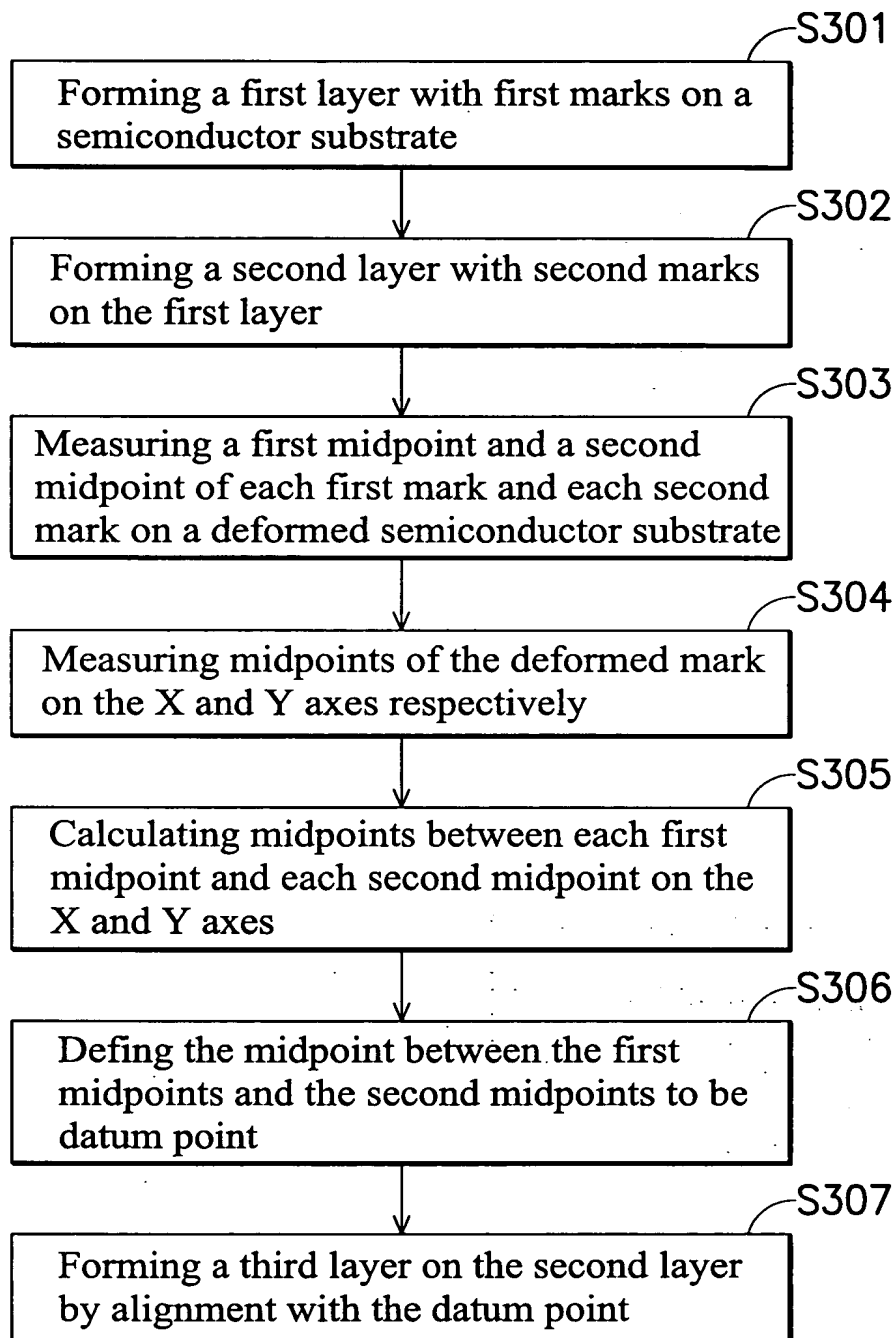 S301
Forming a first layer with first marks on a
semiconductor substrate
S302
Forming a second layer with second marks
on the first layer
S303
Measuring a first midpoint and a second
midpoint of each first mark and each second
mark on a deformed semiconductor substrate
S304
Measuring midpoints of the deformed mark
on the X and Y axes respectively
S305
Calculating midpoints between each first
midpoint and each second midpoint on the
X and Y axes
S306
Defing the midpoint between the first
midpoints and the second midpoints to be
datum point
S307
Forming a third layer on the second layer
by alignment with the datum point